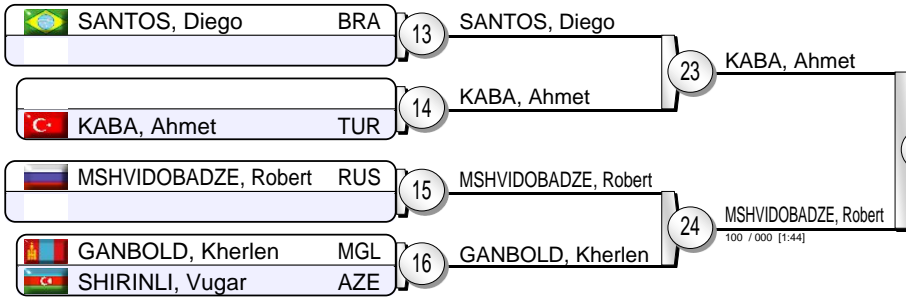 SANTOS, Diego BRA
13
SANTOS, Diego
23
KABA, Ahmet
14
KABA, Ahmet
KABA, Ahmet TUR
MSHVIDOBADZE, Robert RUS
15
MSHVIDOBADZE, Robert
24
MSHVIDOBADZE, Robert
100 / 000 [1:44]
GANBOLD, Kherlen MGL
16
GANBOLD, Kherlen
SHIRINLI, Vugar AZE